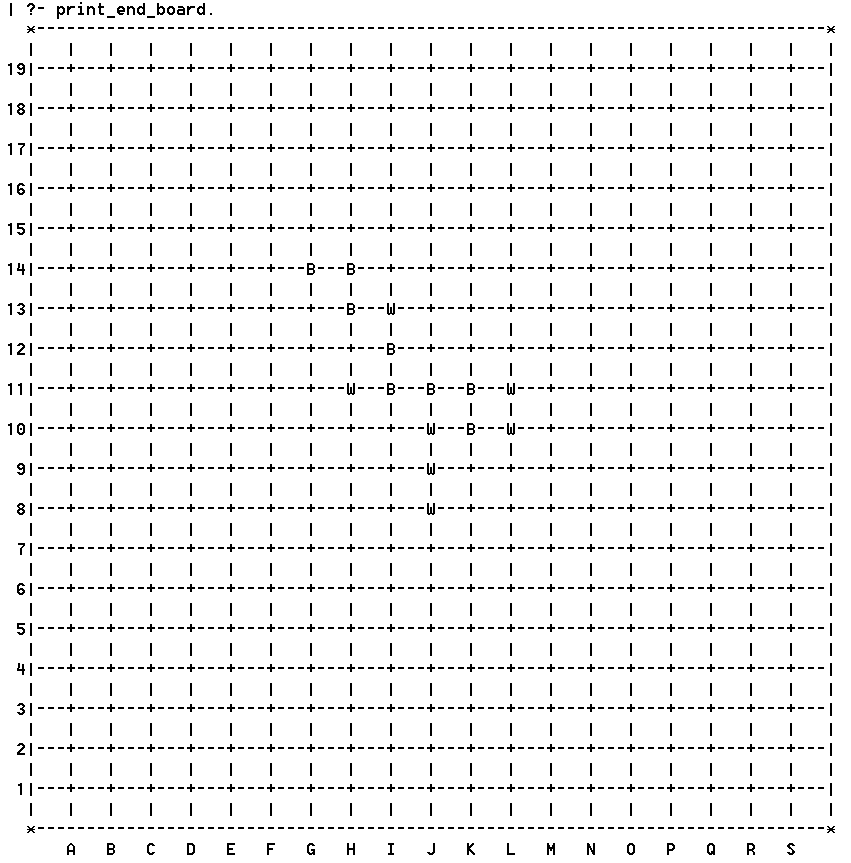 | ?- print_end_board.
  *-------------------------------------------------------------------------------*
  |   |   |   |   |   |   |   |   |   |   |   |   |   |   |   |   |   |   |   |   |
19|---+---+---+---+---+---+---+---+---+---+---+---+---+---+---+---+---+---+---+---|
  |   |   |   |   |   |   |   |   |   |   |   |   |   |   |   |   |   |   |   |   |
18|---+---+---+---+---+---+---+---+---+---+---+---+---+---+---+---+---+---+---+---|
  |   |   |   |   |   |   |   |   |   |   |   |   |   |   |   |   |   |   |   |   |
17|---+---+---+---+---+---+---+---+---+---+---+---+---+---+---+---+---+---+---+---|
  |   |   |   |   |   |   |   |   |   |   |   |   |   |   |   |   |   |   |   |   |
16|---+---+---+---+---+---+---+---+---+---+---+---+---+---+---+---+---+---+---+---|
  |   |   |   |   |   |   |   |   |   |   |   |   |   |   |   |   |   |   |   |   |
15|---+---+---+---+---+---+---+---+---+---+---+---+---+---+---+---+---+---+---+---|
  |   |   |   |   |   |   |   |   |   |   |   |   |   |   |   |   |   |   |   |   |
14|---+---+---+---+---+---+---B---B---+---+---+---+---+---+---+---+---+---+---+---|
  |   |   |   |   |   |   |   |   |   |   |   |   |   |   |   |   |   |   |   |   |
13|---+---+---+---+---+---+---+---B---W---+---+---+---+---+---+---+---+---+---+---|
  |   |   |   |   |   |   |   |   |   |   |   |   |   |   |   |   |   |   |   |   |
12|---+---+---+---+---+---+---+---+---B---+---+---+---+---+---+---+---+---+---+---|
  |   |   |   |   |   |   |   |   |   |   |   |   |   |   |   |   |   |   |   |   |
11|---+---+---+---+---+---+---+---W---B---B---B---W---+---+---+---+---+---+---+---|
  |   |   |   |   |   |   |   |   |   |   |   |   |   |   |   |   |   |   |   |   |
10|---+---+---+---+---+---+---+---+---+---W---B---W---+---+---+---+---+---+---+---|
  |   |   |   |   |   |   |   |   |   |   |   |   |   |   |   |   |   |   |   |   |
 9|---+---+---+---+---+---+---+---+---+---W---+---+---+---+---+---+---+---+---+---|
  |   |   |   |   |   |   |   |   |   |   |   |   |   |   |   |   |   |   |   |   |
 8|---+---+---+---+---+---+---+---+---+---W---+---+---+---+---+---+---+---+---+---|
  |   |   |   |   |   |   |   |   |   |   |   |   |   |   |   |   |   |   |   |   |
 7|---+---+---+---+---+---+---+---+---+---+---+---+---+---+---+---+---+---+---+---|
  |   |   |   |   |   |   |   |   |   |   |   |   |   |   |   |   |   |   |   |   |
 6|---+---+---+---+---+---+---+---+---+---+---+---+---+---+---+---+---+---+---+---|
  |   |   |   |   |   |   |   |   |   |   |   |   |   |   |   |   |   |   |   |   |
 5|---+---+---+---+---+---+---+---+---+---+---+---+---+---+---+---+---+---+---+---|
  |   |   |   |   |   |   |   |   |   |   |   |   |   |   |   |   |   |   |   |   |
 4|---+---+---+---+---+---+---+---+---+---+---+---+---+---+---+---+---+---+---+---|
  |   |   |   |   |   |   |   |   |   |   |   |   |   |   |   |   |   |   |   |   |
 3|---+---+---+---+---+---+---+---+---+---+---+---+---+---+---+---+---+---+---+---|
  |   |   |   |   |   |   |   |   |   |   |   |   |   |   |   |   |   |   |   |   |
 2|---+---+---+---+---+---+---+---+---+---+---+---+---+---+---+---+---+---+---+---|
  |   |   |   |   |   |   |   |   |   |   |   |   |   |   |   |   |   |   |   |   |
 1|---+---+---+---+---+---+---+---+---+---+---+---+---+---+---+---+---+---+---+---|
  |   |   |   |   |   |   |   |   |   |   |   |   |   |   |   |   |   |   |   |   |
  *-------------------------------------------------------------------------------*
      A   B   C   D   E   F   G   H   I   J   K   L   M   N   O   P   Q   R   S